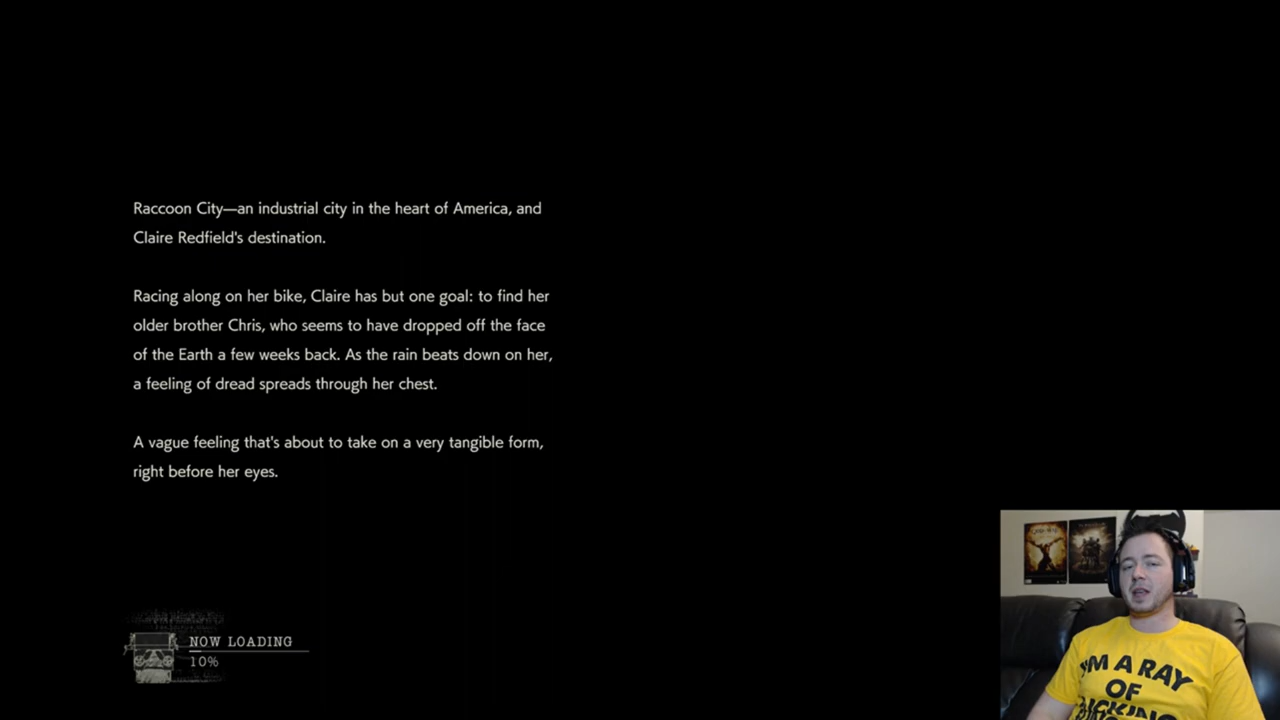 Raccoon City—an industrial city in the heart of America, and
Claire Redfield's destination.
Racing along on her bike, Claire has but one goal: to find her
older brother Chris, who seems to have dropped off the face
of the Earth a few weeks back. As the rain beats down on her,
a feeling of dread spreads through her chest.
A vague feeling that's about to take on a very tangible form,
right before her eyes.
NOW LOADING
10%
I'M A RAY
OF